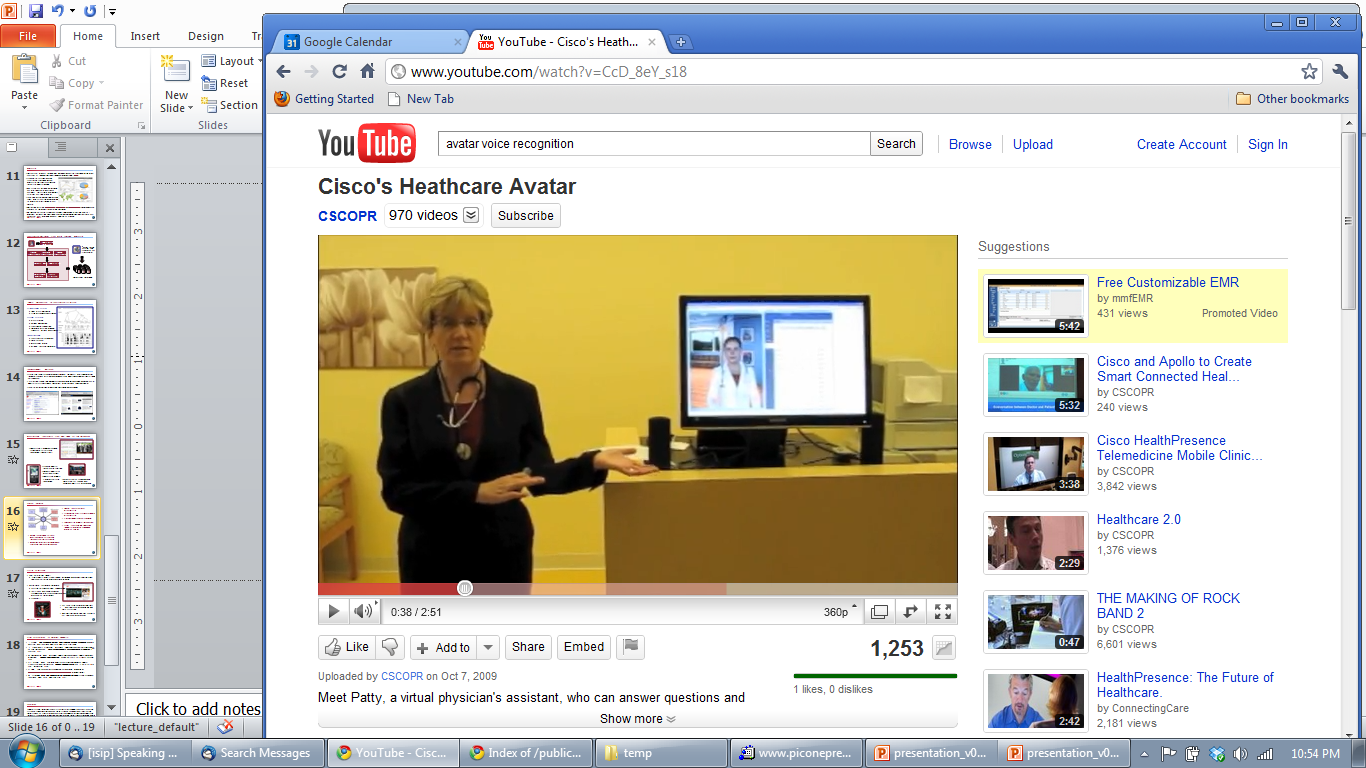 File
Home
Insert
Design
Tr
Paste
Cut
Copy
Format Painter
Clipboard
New
Slide
Layout
Reset
Section
Slides
11
12
13
14
15
16
17
18
19
Click to add notes
Slide 16 of 0 .. 19
"lecture_default"
31
Google Calendar
YouTube - Cisco's Heath...
www.youtube.com/watch?v=CcD_8eY_s18
Getting Started
New Tab
Other bookmarks
YouTube
avatar voice recognition
Search
Browse
Upload
Create Account
Sign In
Cisco's Heathcare Avatar
CSCOPR
970 videos
Subscribe
0:38 / 2:51
360p
Like
Add to
Share
Embed
1,253
Uploaded by CSCOPR on Oct 7, 2009
1 likes, 0 dislikes
Meet Patty, a virtual physician's assistant, who can answer questions and
Show more
Suggestions
Free Customizable EMR
by mmfEMR
431 views
Promoted Video
5:42
Cisco and Apollo to Create
Smart Connected Heal...
by CSCOPR
240 views
5:32
Cisco HealthPresence
Telemedicine Mobile Clinic...
by CSCOPR
3,842 views
3:38
Healthcare 2.0
by CSCOPR
1,376 views
2:29
THE MAKING OF ROCK
BAND 2
by CSCOPR
6,601 views
0:47
HealthPresence: The Future of
Healthcare.
by ConnectingCare
2,181 views
2:42
[isip] Speaking ...
Search Messages
YouTube - Cisc...
Index of /public...
temp
www.piconepre...
presentation_v0...
presentation_v0...
10:54 PM